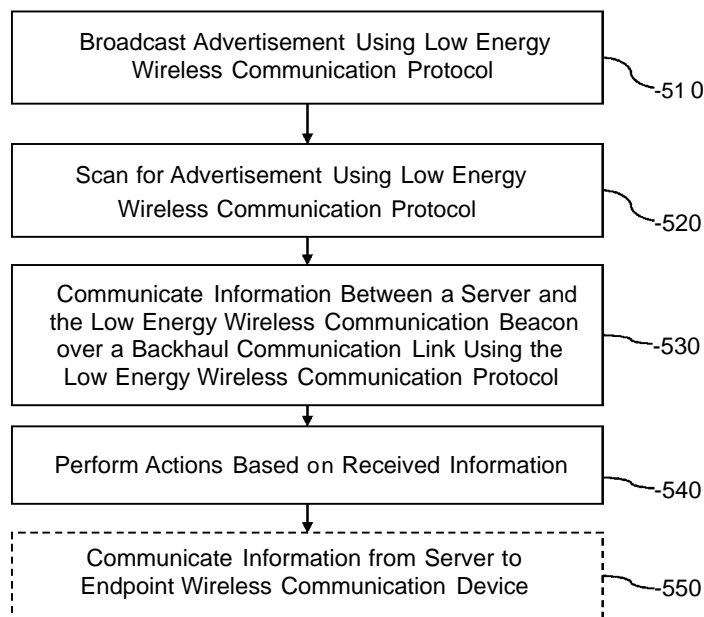 Broadcast Advertisement Using Low Energy
Wireless Communication Protocol
-51 0
Scan for Advertisement Using Low Energy
Wireless Communication Protocol
-520
Communicate Information Between a Server and
the Low Energy Wireless Communication Beacon
over a Backhaul Communication Link Using the
Low Energy Wireless Communication Protocol
-530
Perform Actions Based on Received Information
-540
Communicate Information from Server to
Endpoint Wireless Communication Device
-550